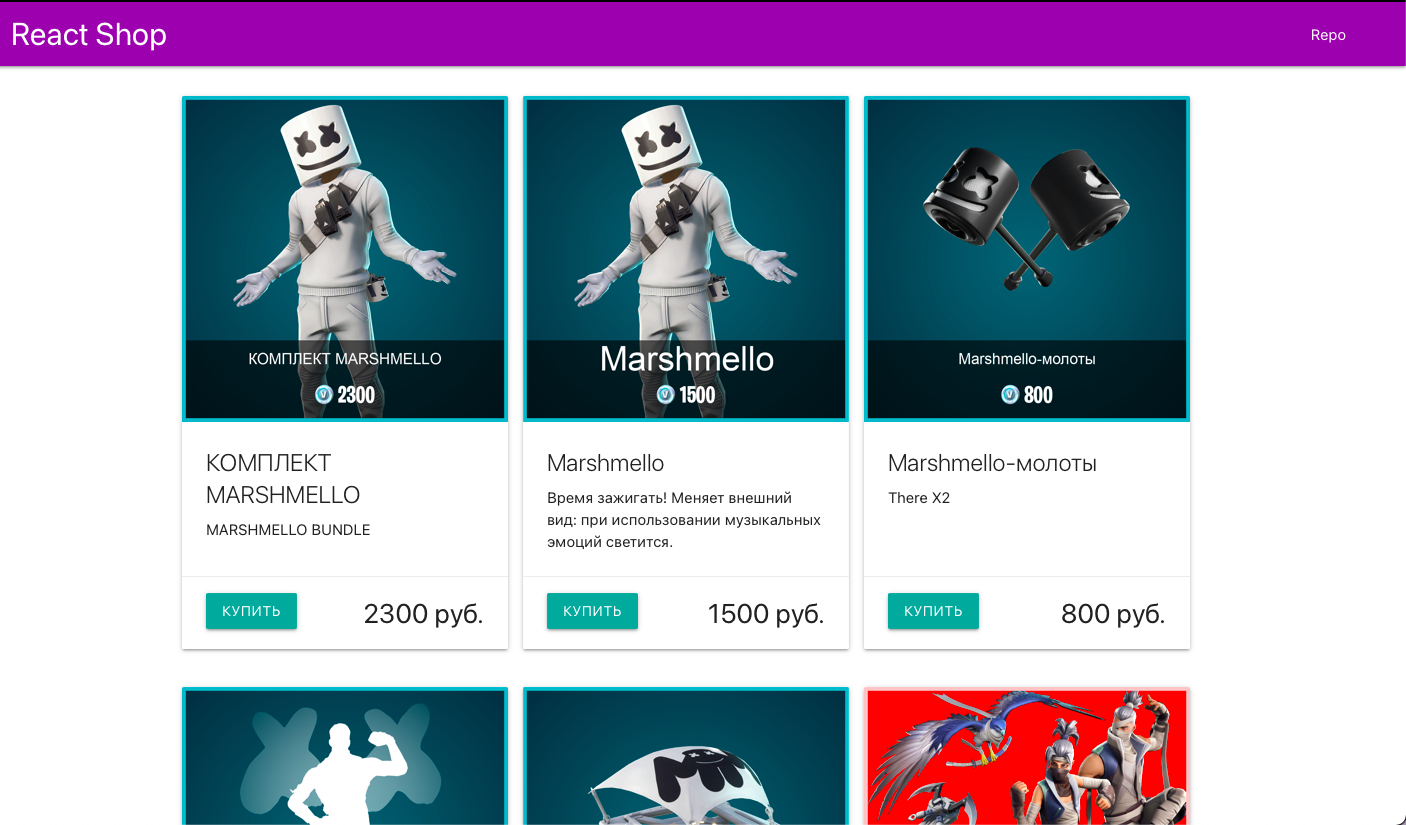 React Shop
Repo
КОМПЛЕКТ MARSHMELLO
2300
Marshmello
1500
Marshmello-молоты
800
КОМПЛЕКТ
MARSHMELLO
MARSHMELLO BUNDLE
КУПИТЬ
2300 руб.
Marshmello
Время зажигать! Меняет внешний
вид: при использовании музыкальных
эмоций светится.
КУПИТЬ
1500 руб.
Marshmello-молоты
There X2
КУПИТЬ
800 руб.